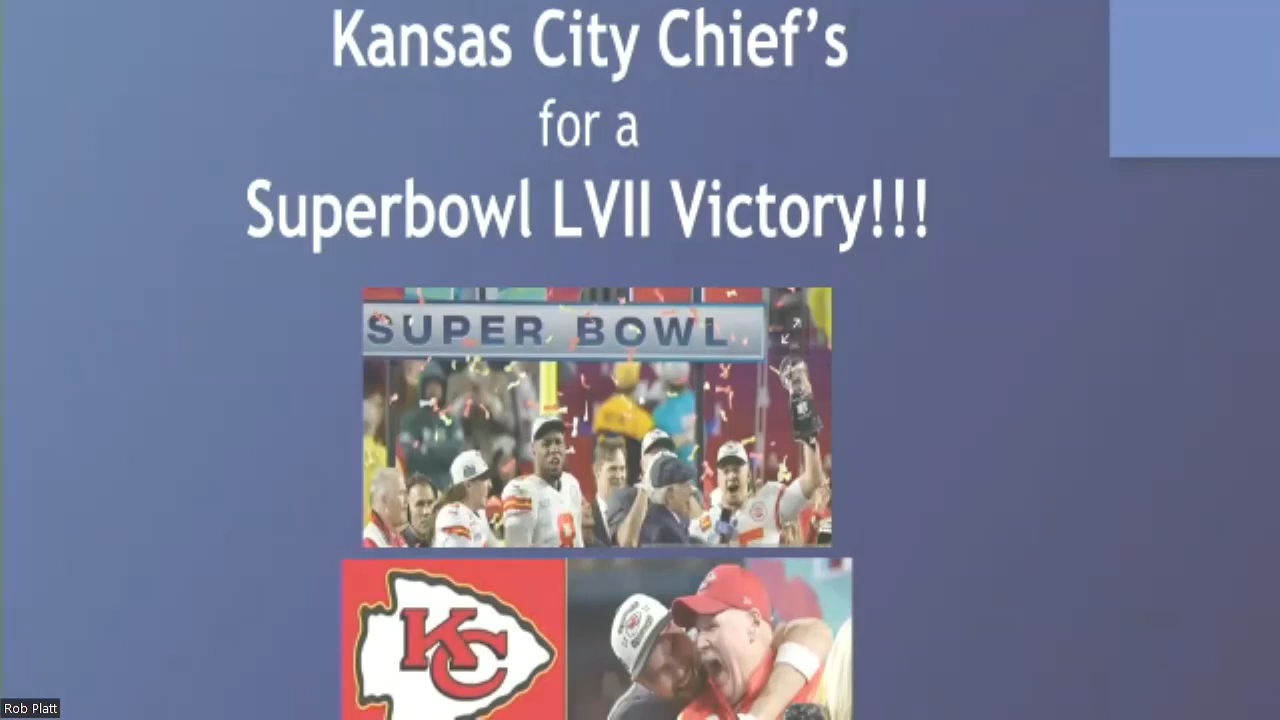 Kansas City Chief’s
for a
Superbowl LVII Victory!!!
SUPER BOWL
KC
Rob Platt